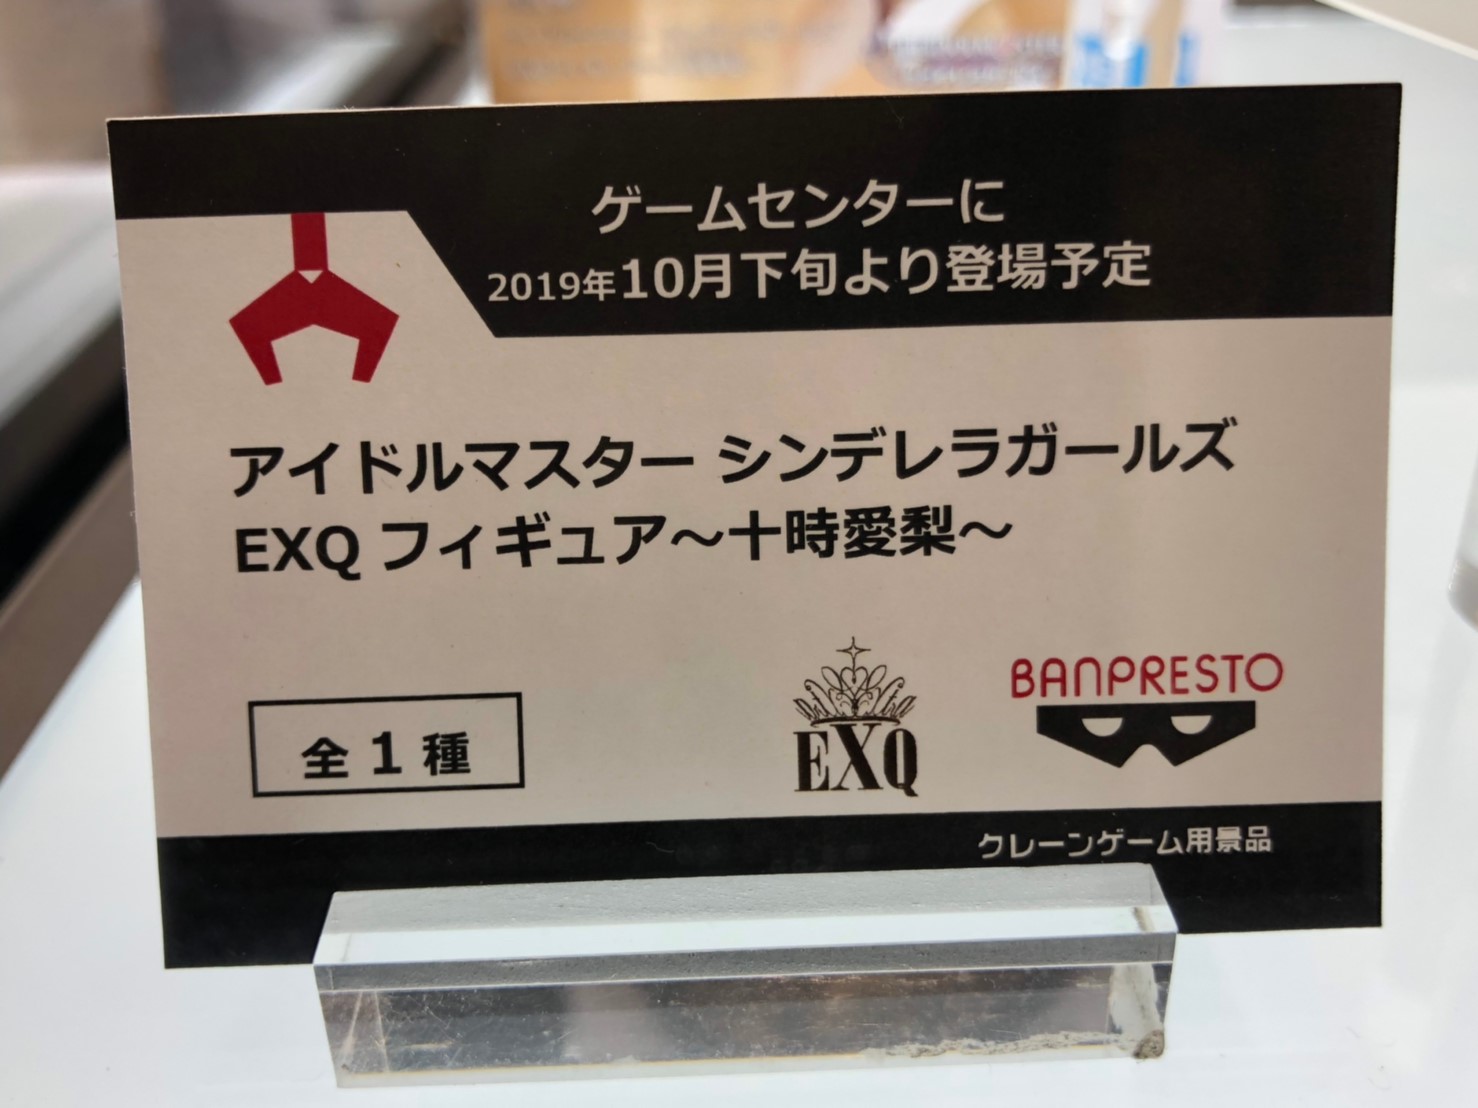 ゲームセンターに
2019年10月下旬より登場予定
アイドルマスター シンデレラガールズ
EXQ フィギュア～十時愛梨～
全1種
EXQ
BANPRESTO
クレーンゲーム用景品